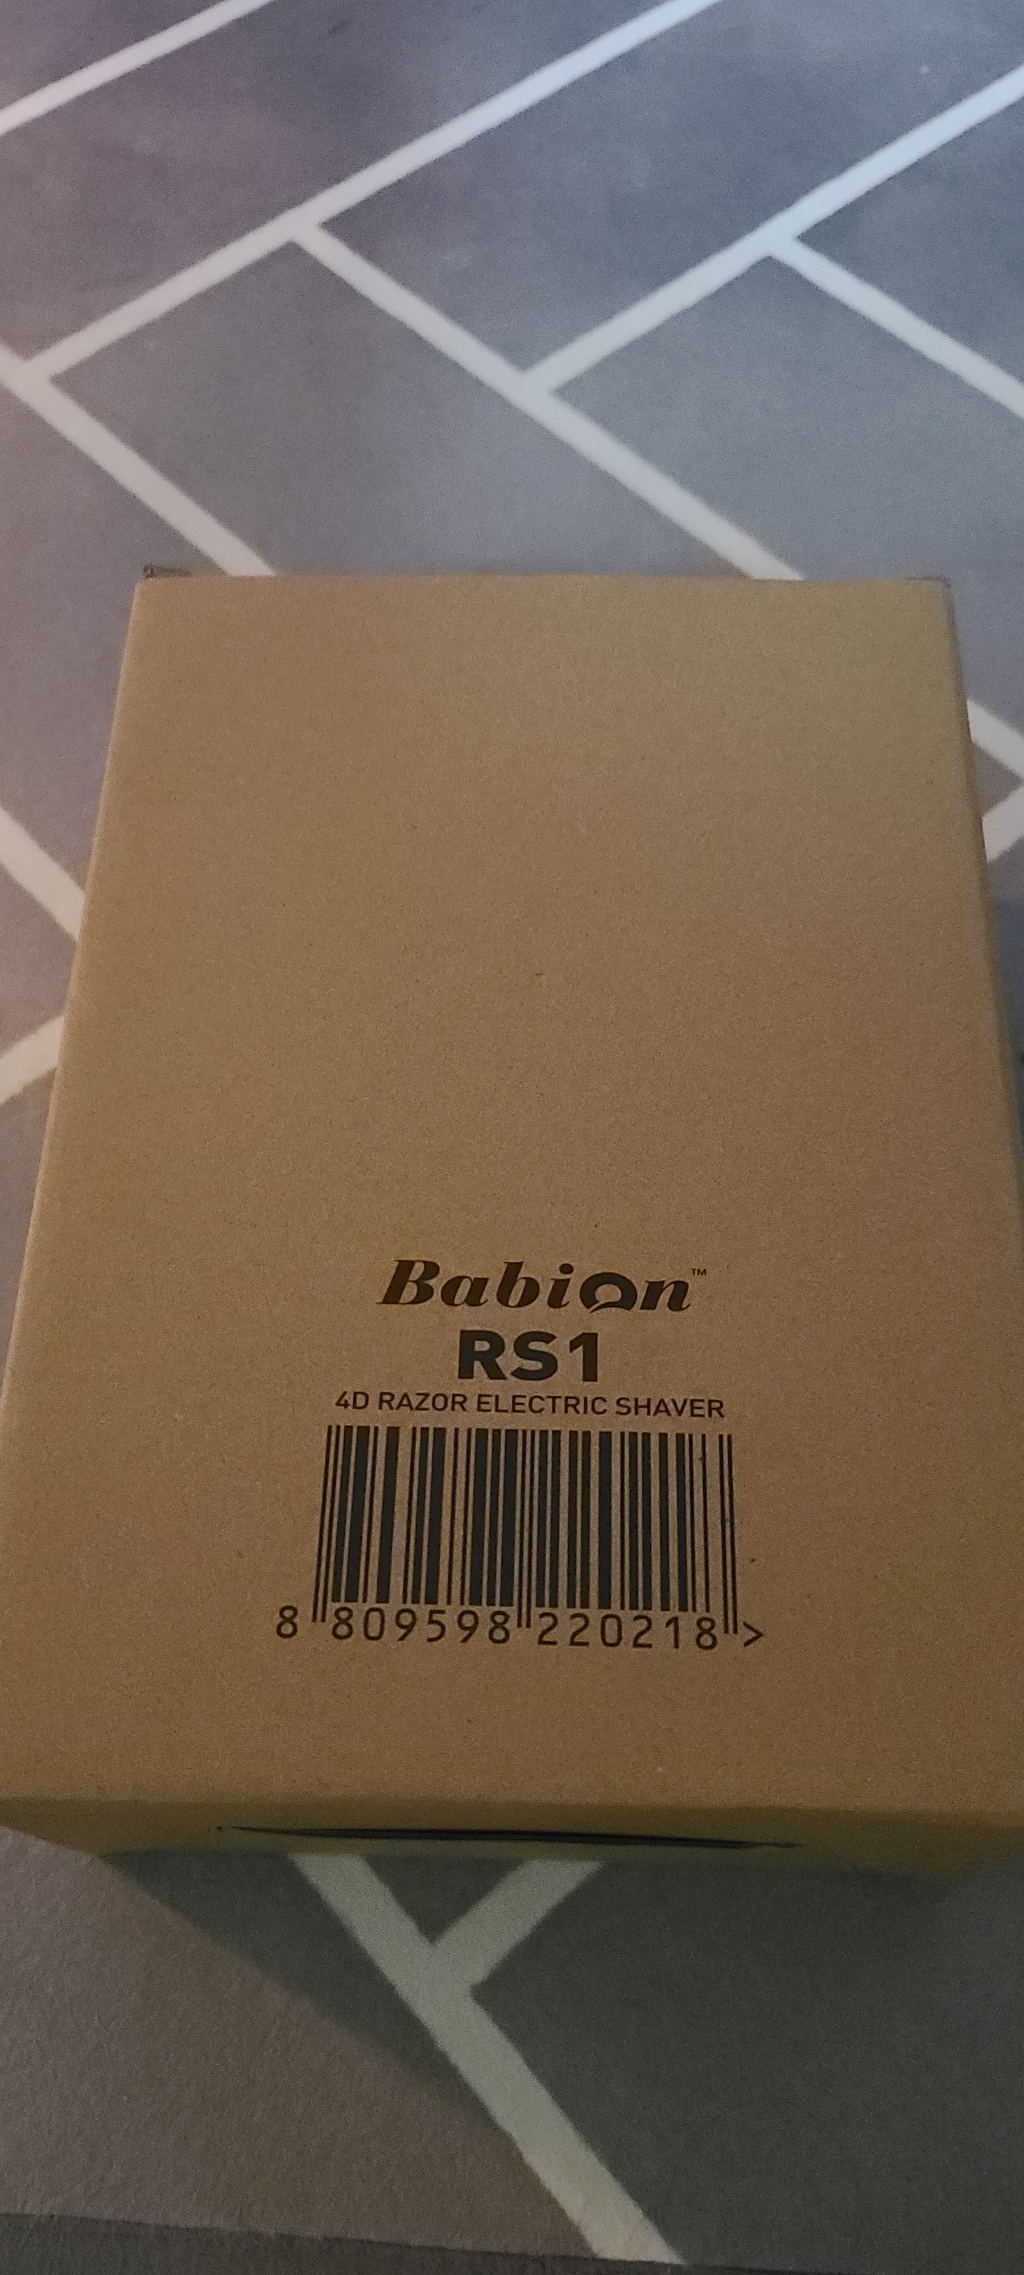 Babion™
RS1
4D RAZOR ELECTRIC SHAVER
8 809598 220218 >